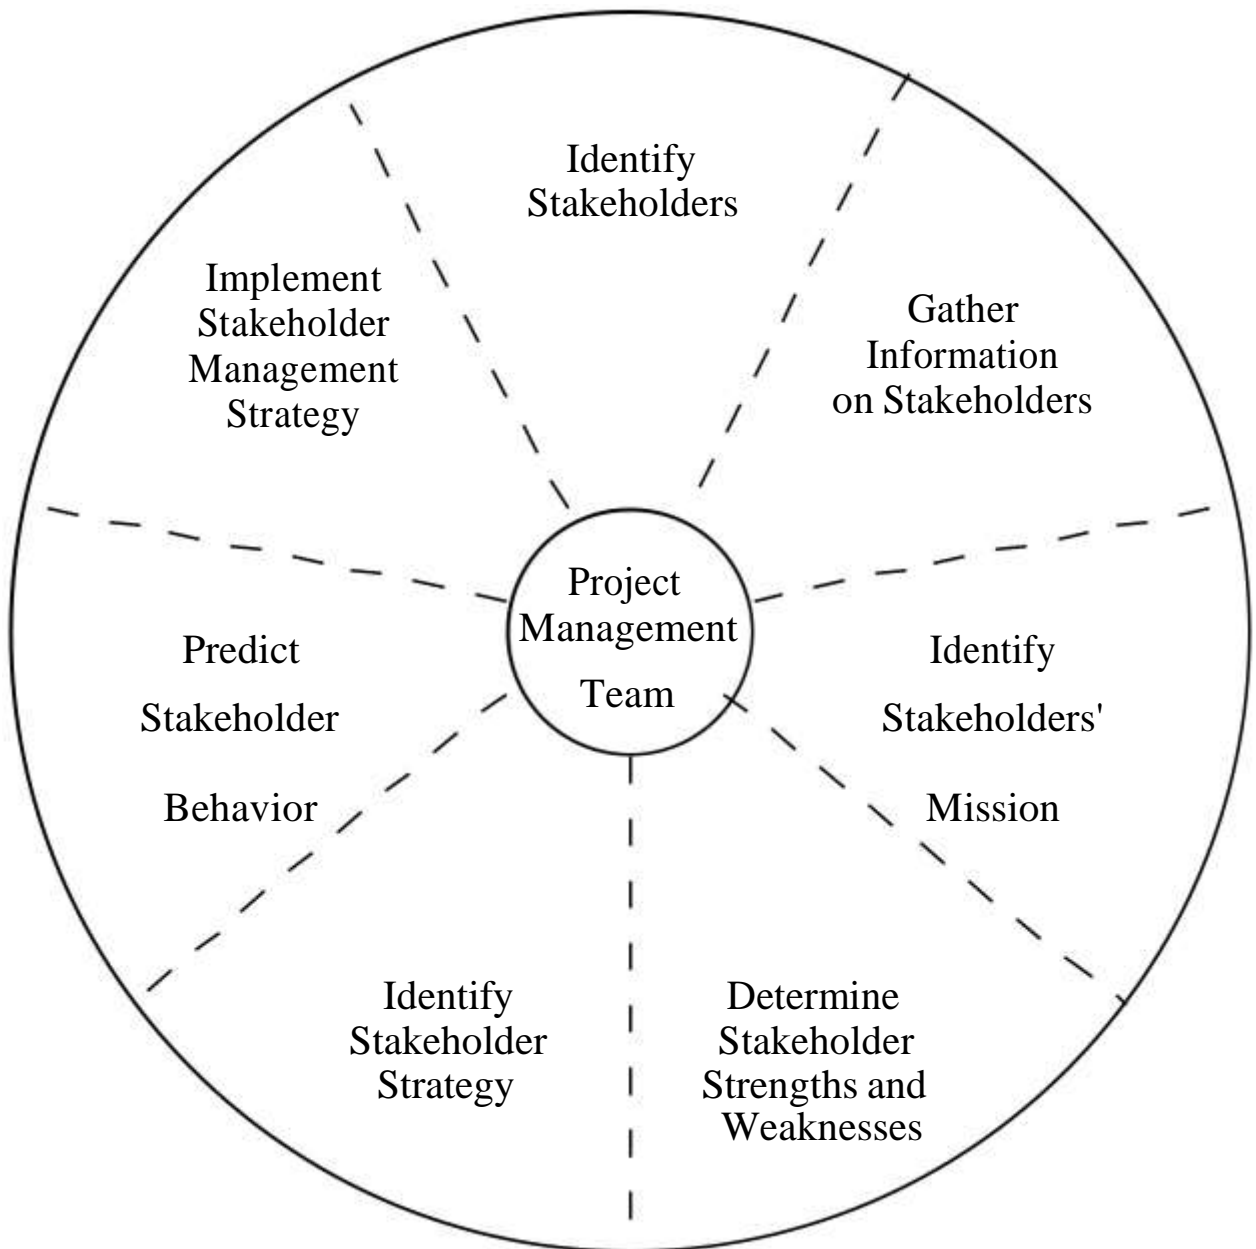 Identify
Stakeholders
Gather
Information
on Stakeholders
Identify
Stakeholders'
Mission
Determine
Stakeholder
Strengths and
Weaknesses
Identify
Stakeholder
Strategy
Predict
Stakeholder
Behavior
Implement
Stakeholder
Management
Strategy
Project
Management
Team